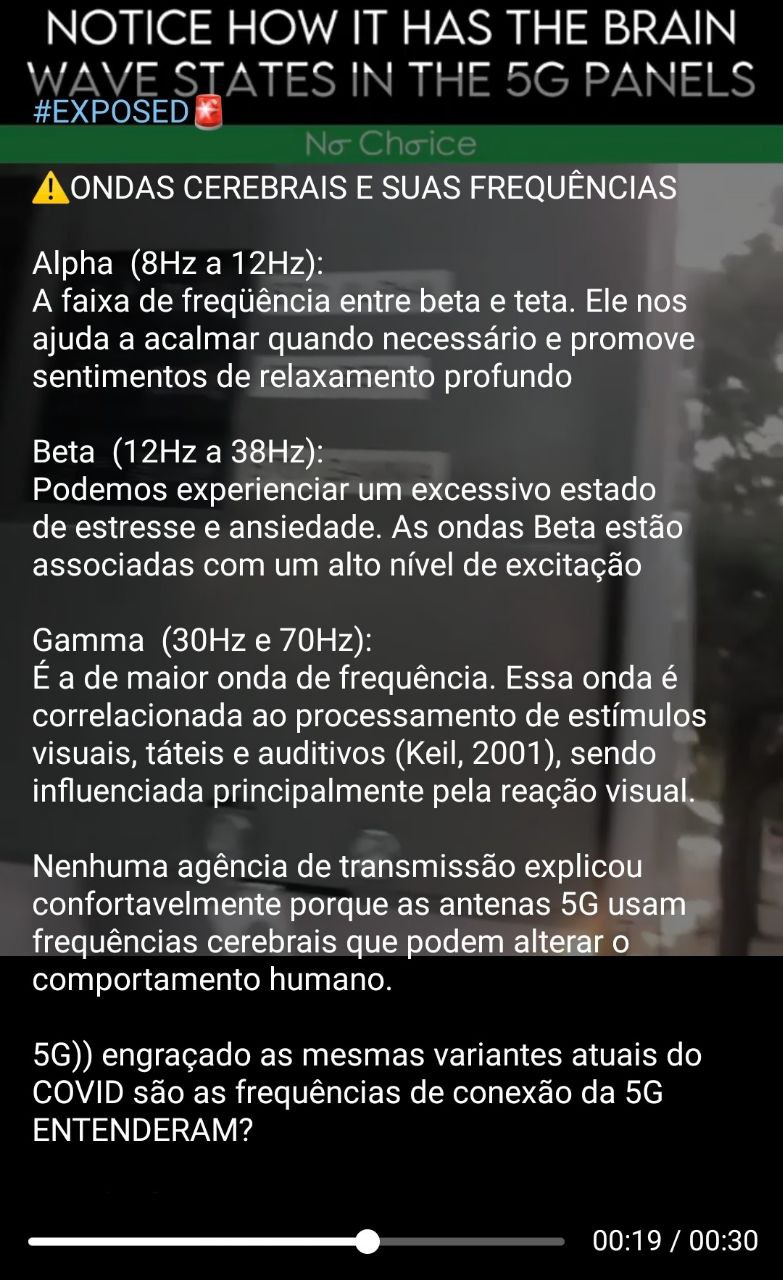 NOTICE HOW IT HAS THE BRAIN
WAVE STATES IN THE 5G PANELS
#EXPOSED🚨
No Choice
⚠️ONDAS CEREBRAIS E SUAS FREQUÊNCIAS
Alpha (8Hz a 12Hz):
A faixa de freqüência entre beta e teta. Ele nos
ajuda a acalmar quando necessário e promove
sentimentos de relaxamento profundo
Beta (12Hz a 38Hz):
Podemos experienciar um excessivo estado
de estresse e ansiedade. As ondas Beta estão
associadas com um alto nível de excitação
Gamma (30Hz e 70Hz):
É a de maior onda de frequência. Essa onda é
correlacionada ao processamento de estímulos
visuais, táteis e auditivos (Keil, 2001), sendo
influenciada principalmente pela reação visual.
Nenhuma agência de transmissão explicou
confortavelmente porque as antenas 5G usam
frequências cerebrais que podem alterar o
comportamento humano.
5G)) engraçado as mesmas variantes atuais do
COVID são as frequências de conexão da 5G
ENTENDERAM?
00:19 / 00:30